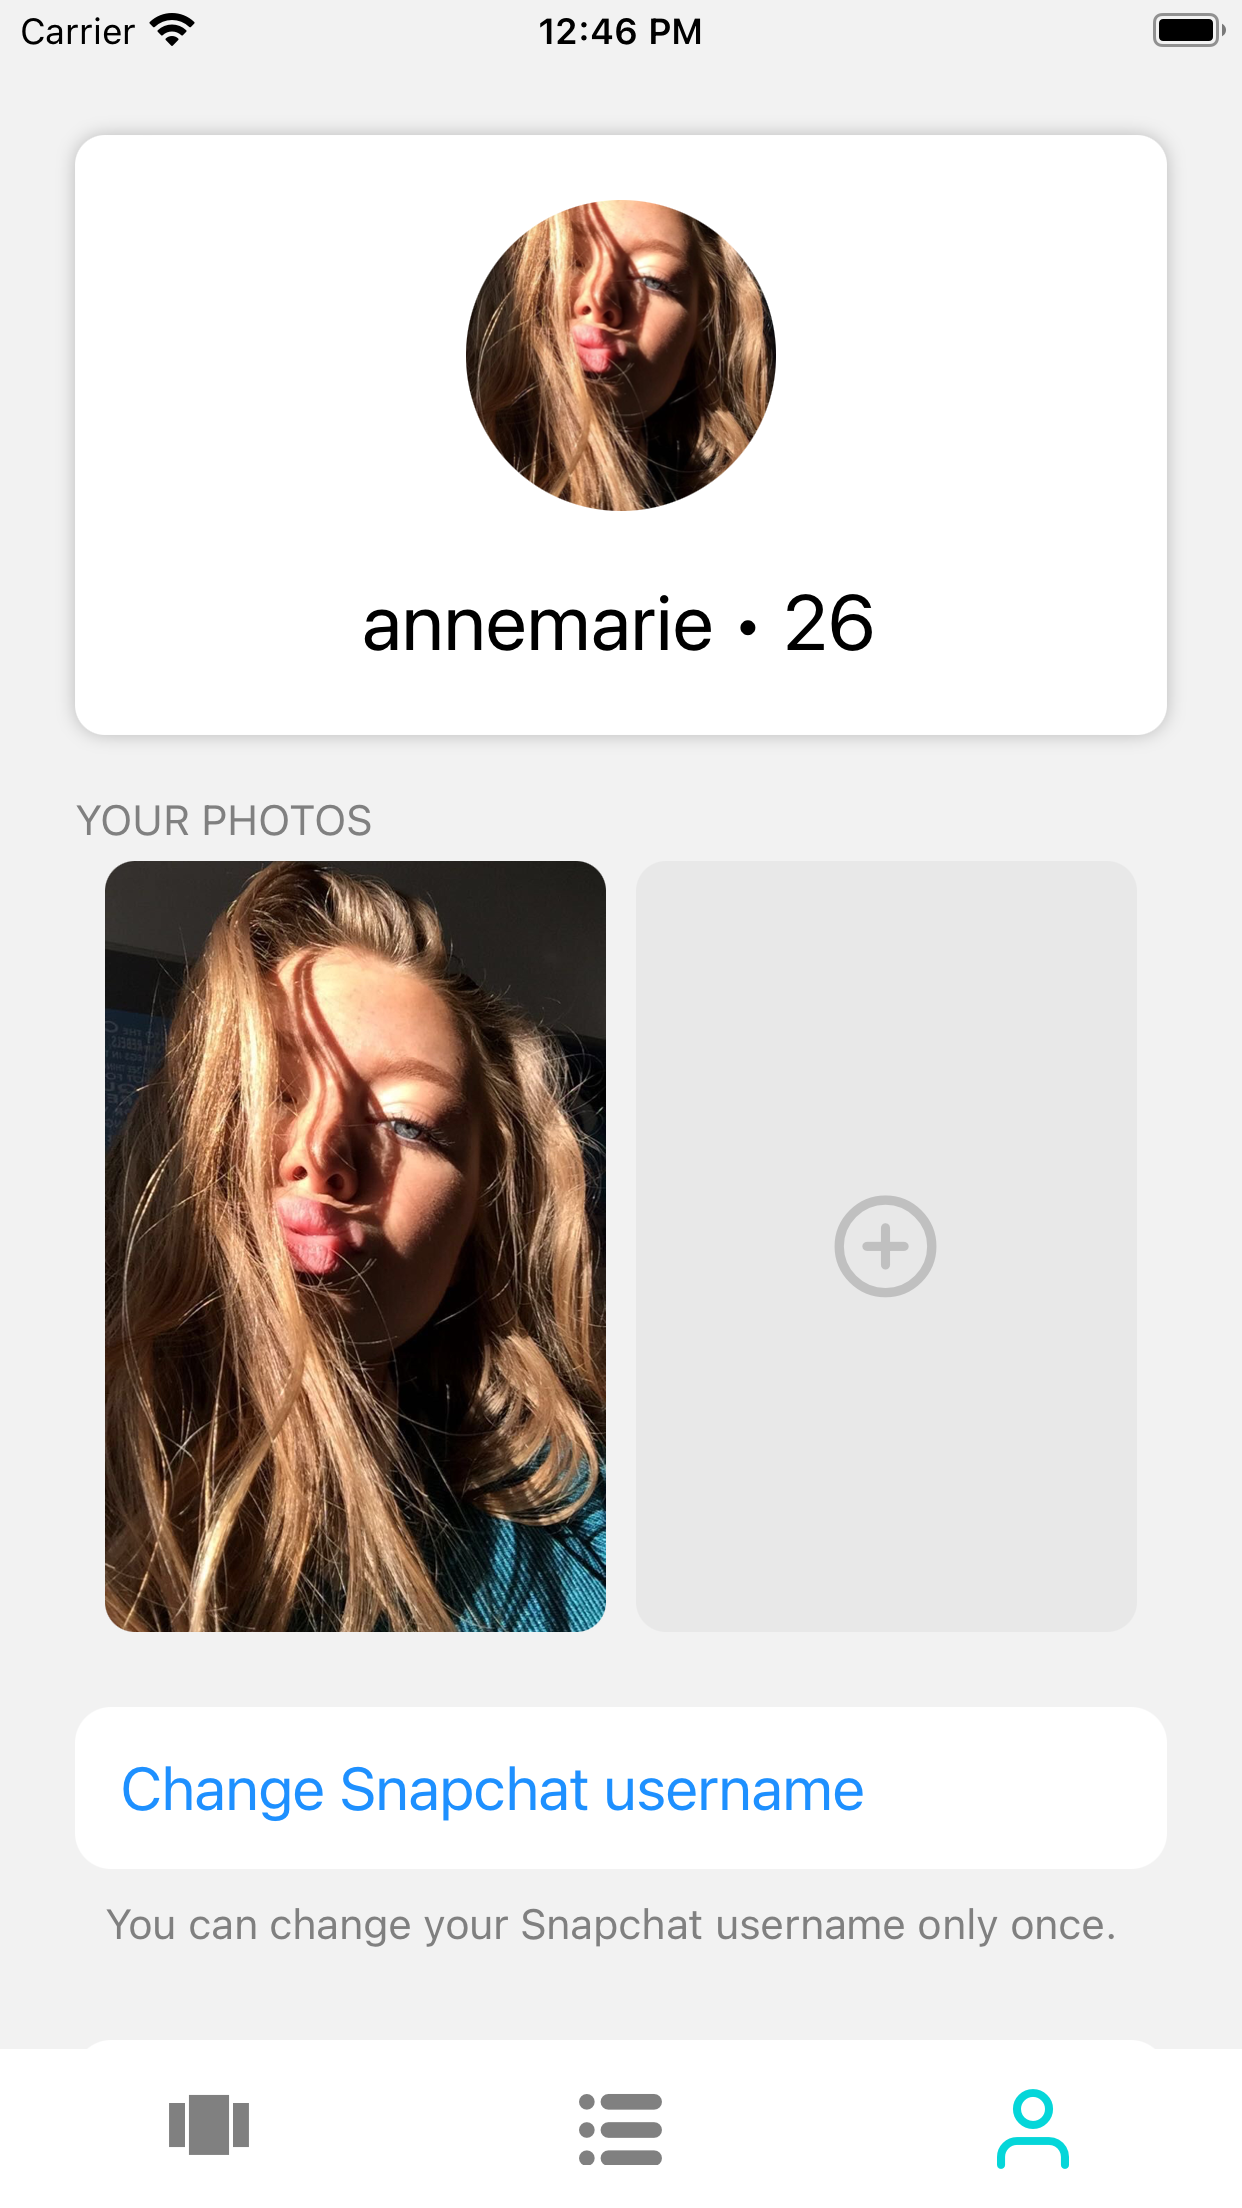 Carrier 12:46 PM
annemarie • 26
YOUR PHOTOS
Change Snapchat username
You can change your Snapchat username only once.